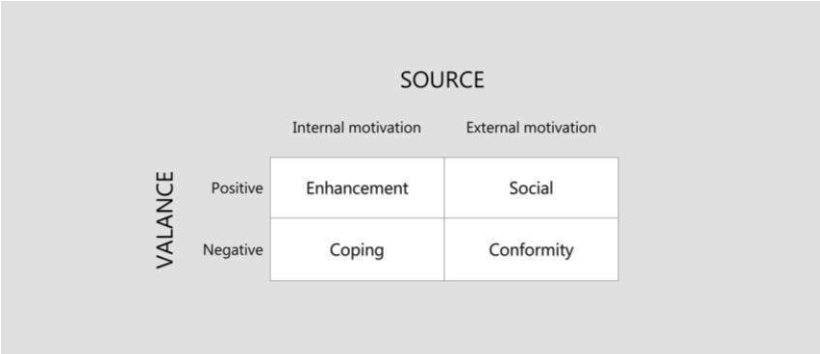 SOURCE
Internal motivation External motivation
VALANCE
Positive Enhancement Social
Negative Coping Conformity